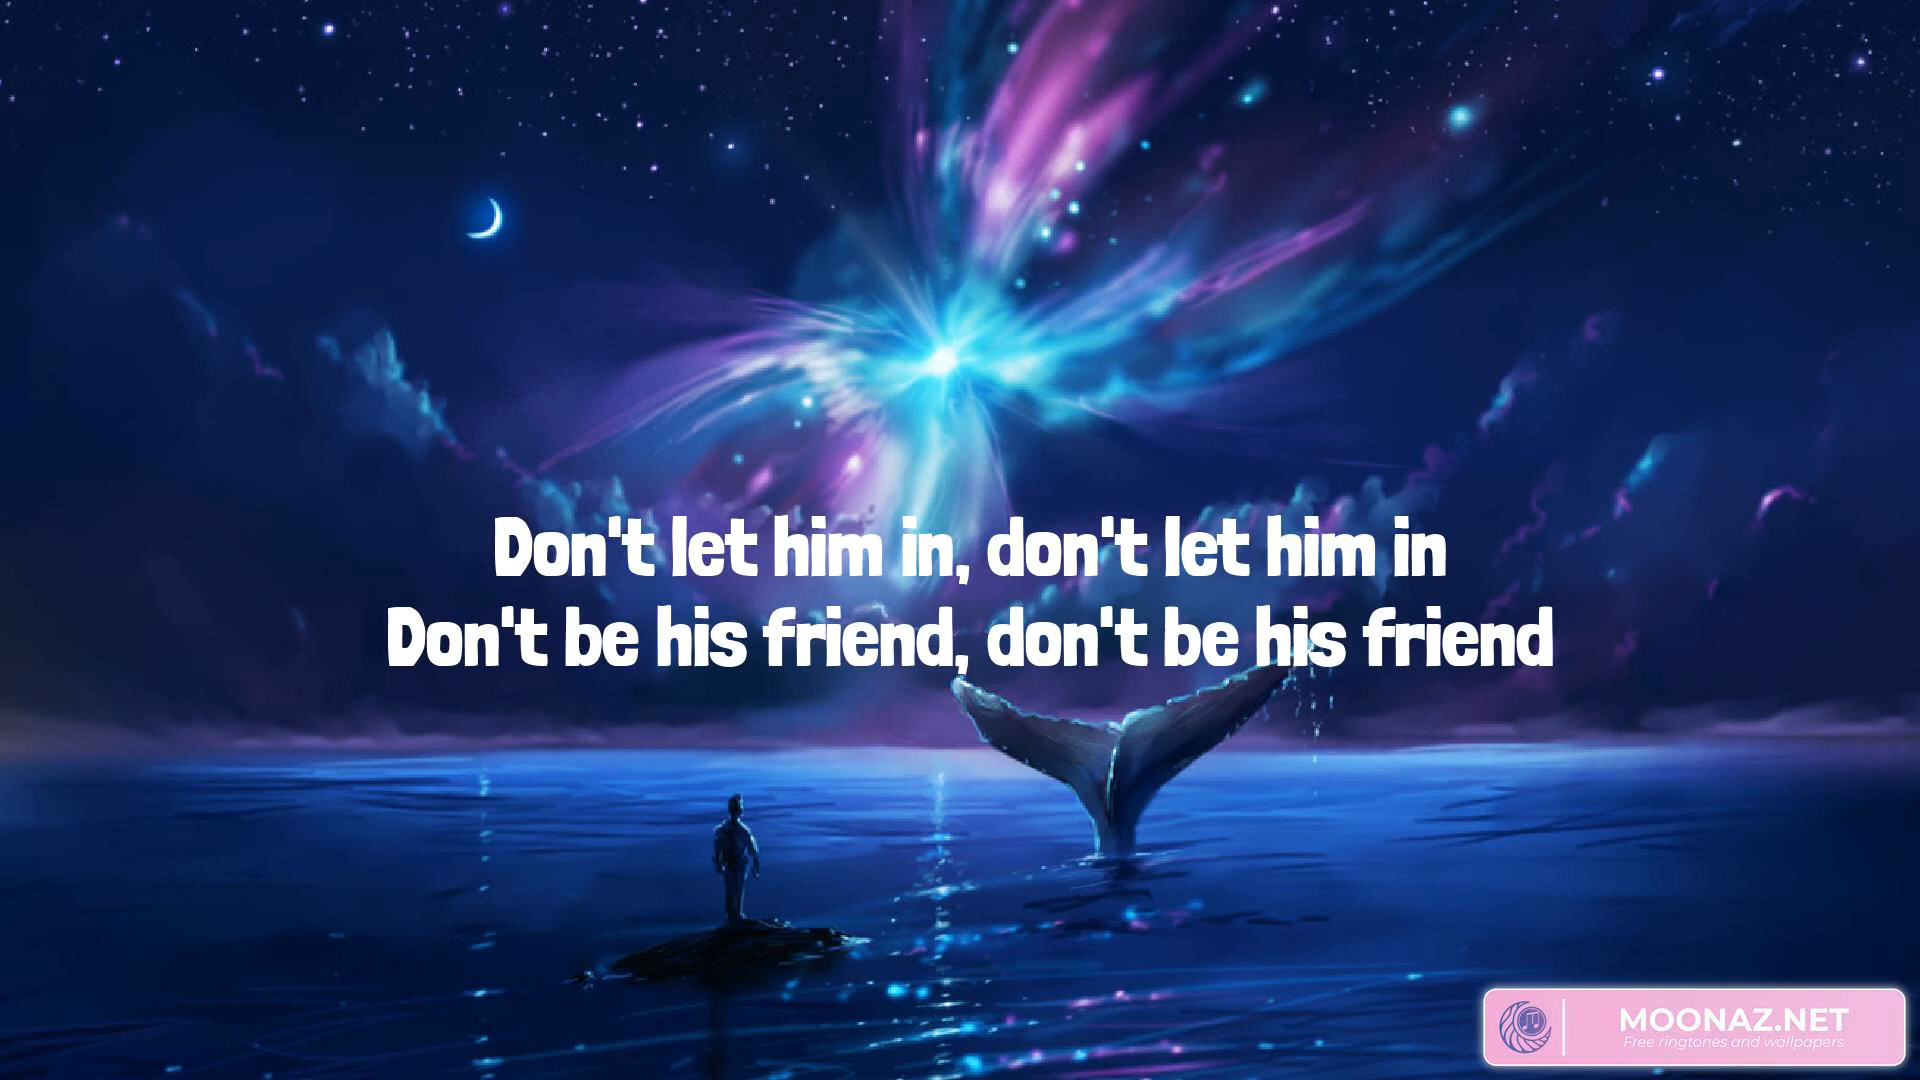 Don't let him in, don't let him in
Don't be his friend, don't be his friend
MOONAZ.NET
Free ringtones and wallpapers